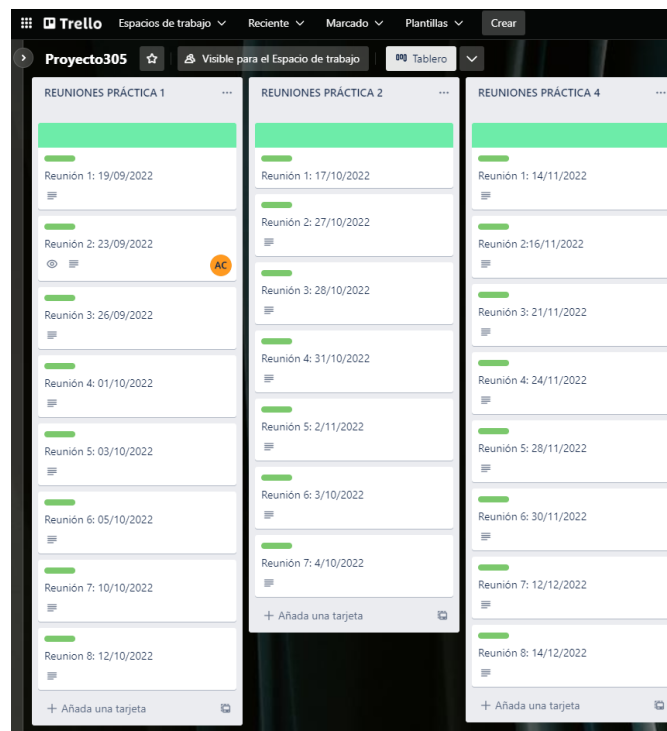 Trello Espacios de trabajo Reciente Marcado Plantillas Crear
Proyecto305 Visible para el Espacio de trabajo Tablero
REUNIONES PRÁCTICA 1
Reunión 1: 19/09/2022
Reunión 2: 23/09/2022
AC
Reunión 3: 26/09/2022
Reunión 4: 01/10/2022
Reunión 5: 03/10/2022
Reunión 6: 05/10/2022
Reunión 7: 10/10/2022
Reunion 8: 12/10/2022
+ Añada una tarjeta
REUNIONES PRÁCTICA 2
Reunión 1: 17/10/2022
Reunión 2: 27/10/2022
Reunión 3: 28/10/2022
Reunión 4: 31/10/2022
Reunión 5: 2/11/2022
Reunión 6: 3/10/2022
Reunión 7: 4/10/2022
+ Añada una tarjeta
REUNIONES PRÁCTICA 4
Reunión 1: 14/11/2022
Reunión 2:16/11/2022
Reunión 3: 21/11/2022
Reunión 4: 24/11/2022
Reunión 5: 28/11/2022
Reunión 6: 30/11/2022
Reunión 7: 12/12/2022
Reunión 8: 14/12/2022
+ Añada una tarjeta